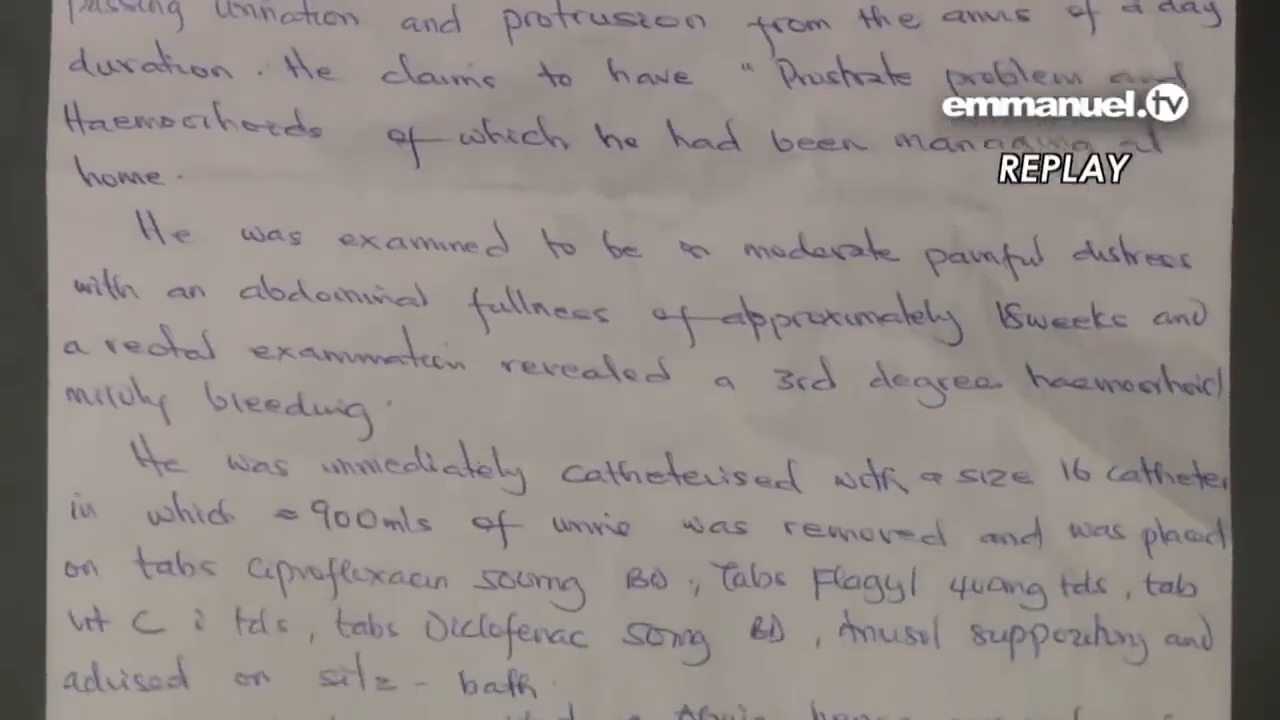 passing urination and protrusion from the anus of a day
duration. He claims to have "Prostrate problem and
emmanuel.tv
Haemorrhoids of which he had been managing at
REPLAY
home.
He was examined to be in moderate painful distress
with an abdominal fullness of approximately 18weeks and
a rectal examination revealed a 3rd degree haemorrhoid
mildly bleeding.
He was immediately catheterised with a size 16 catheter
in which ≈900mls of urine was removed and was placed
on tabs Ciprofloxacin 500mg BD, Tabs Flagyl 400mg tds, tab
vit C i tds, tabs Diclofenac 50mg BD, Anusol suppository and
advised on sitz-bath.
Abuja hence